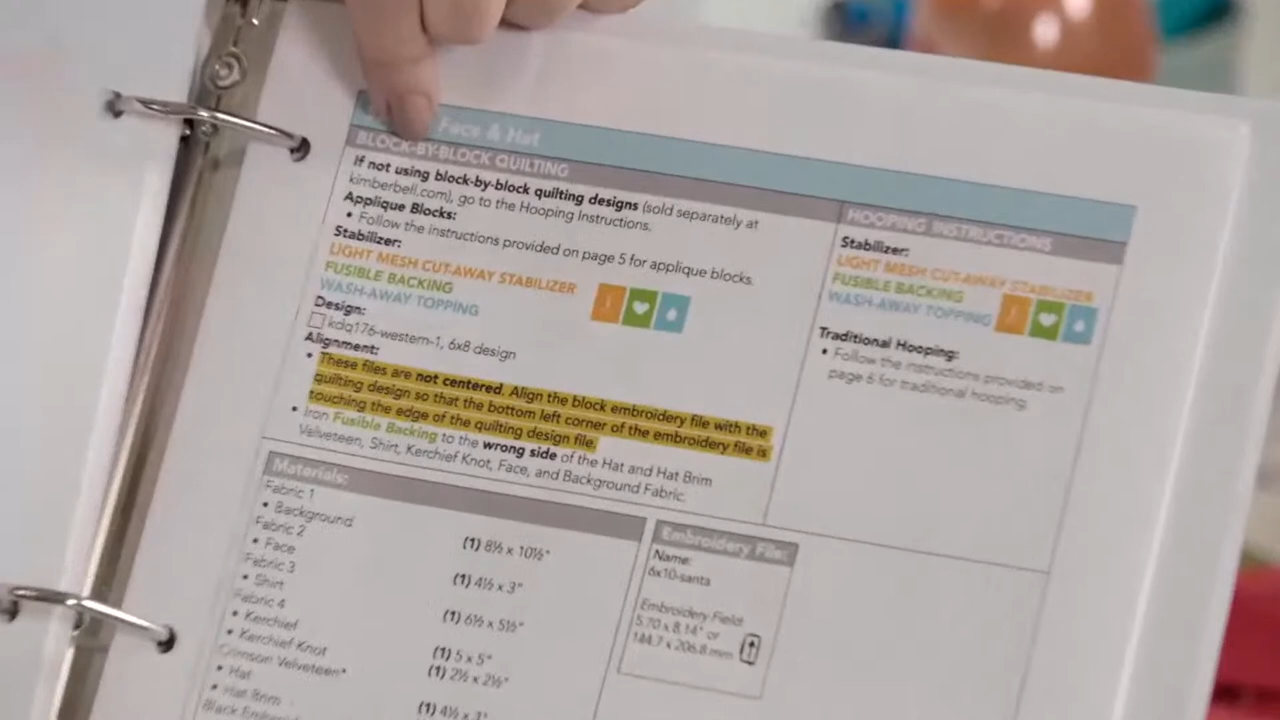 Face & Hat
BLOCK-BY-BLOCK QUILTING
If not using block-by-block quilting designs (sold separately at
kimberbell.com), go to the Hooping Instructions.
Applique Blocks:
• Follow the instructions provided on page 5 for applique blocks.
Stabilizer:
LIGHT MESH CUT-AWAY STABILIZER
FUSIBLE BACKING
WASH-AWAY TOPPING
Design:
kdq176-western-1, 6x8 design
Alignment:
• These files are not centered. Align the block embroidery file with the
quilting design so that the bottom left corner of the embroidery file is
touching the edge of the quilting design file.
• Iron Fusible Backing to the wrong side of the Hat and Hat Brim
Velveteen, Shirt, Kerchief Knot, Face, and Background Fabric.
HOOPING INSTRUCTIONS
Stabilizer:
LIGHT MESH CUT-AWAY STABILIZER
FUSIBLE BACKING
WASH-AWAY TOPPING
Traditional Hooping:
• Follow the instructions provided on
page 6 for traditional hooping.
Materials:
Fabric 1
• Background (1) 8½ x 10½"
Fabric 2
• Face (1) 4½ x 3"
Fabric 3
• Shirt (1) 6½ x 5½"
Fabric 4
• Kerchief (1) 5 x 5"
• Kerchief Knot (1) 2½ x 2½"
Crimson Velveteen*
• Hat (1) 4½ x 3"
• Hat Brim
Embroidery File:
Name:
6x10-santa
Embroidery Field:
5.70 x 8.14" or
144.7 x 206.8 mm